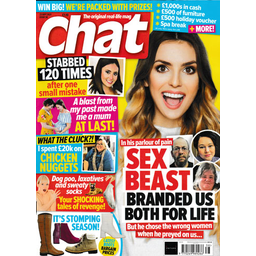 WIN BIG! WE'RE PACKED WITH PRIZES!
£1,000s in cash
£500 of furniture
£500 holiday voucher
Spa break + MORE!
The original real-life mag
Chat
STABBED
120 TIMES
after one
small mistake
A blast from
my past made
me a mum
AT LAST!
WHAT THE CLUCK?!
I spent £20k on
CHICKEN
NUGGETS
Dog poo, laxatives
and sweaty
socks
Your SHOCKING
tales of revenge!
IT'S STOMPING
SEASON!
BARGAIN
PRICES
In his parlour of pain
SEX
BEAST
BRANDED US
BOTH FOR LIFE
But he chose the wrong women
when he preyed on us...